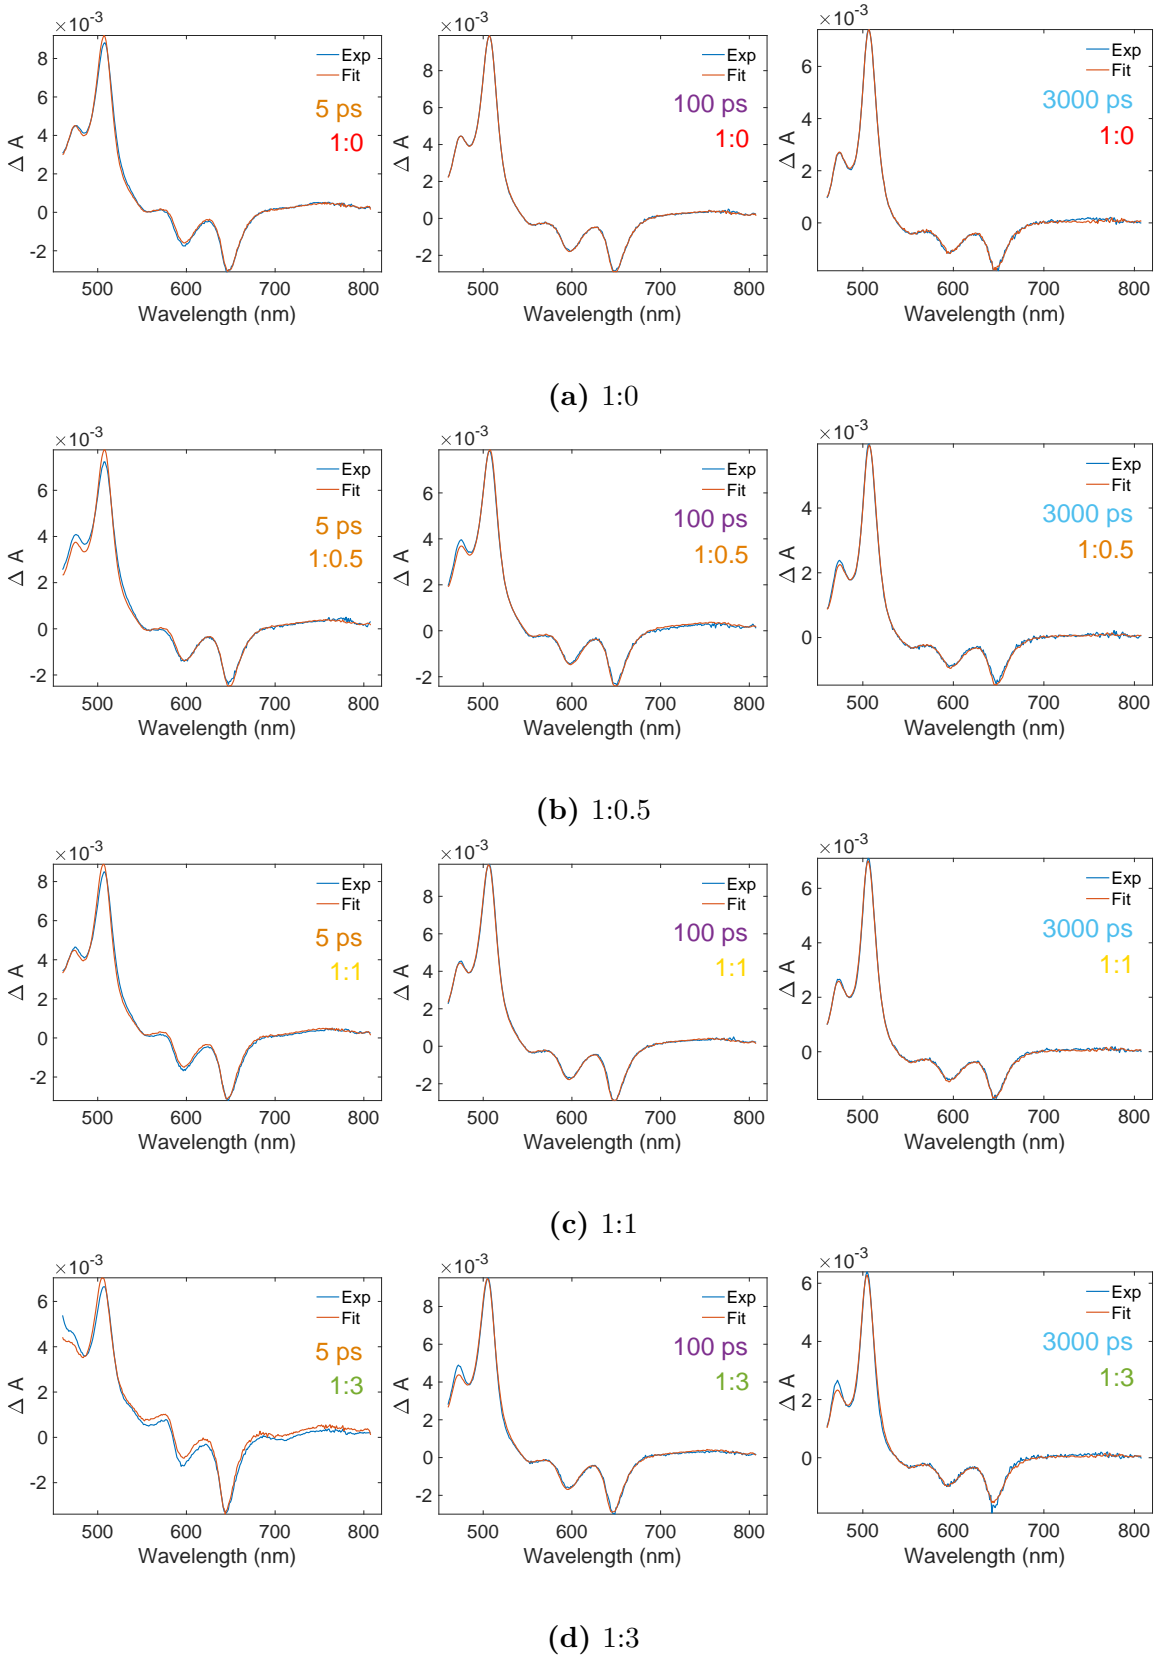 ×10⁻³ ×10⁻³ ×10⁻³
Exp Exp Exp
Fit Fit Fit
5 ps 100 ps 3000 ps
1:0 1:0 1:0
8 6 4 2 0 -2
8 6 4 2 0 -2
6 4 2 0
Δ A Δ A Δ A
500 600 700 800 500 600 700 800 500 600 700 800
Wavelength (nm) Wavelength (nm) Wavelength (nm)
(a) 1:0
×10⁻³ ×10⁻³ ×10⁻³
Exp Exp Exp
Fit Fit Fit
5 ps 100 ps 3000 ps
1:0.5 1:0.5 1:0.5
6 4 2 0 -2
6 4 2 0 -2
4 2 0
Δ A Δ A Δ A
500 600 700 800 500 600 700 800 500 600 700 800
Wavelength (nm) Wavelength (nm) Wavelength (nm)
(b) 1:0.5
×10⁻³ ×10⁻³ ×10⁻³
Exp Exp Exp
Fit Fit Fit
5 ps 100 ps 3000 ps
1:1 1:1 1:1
8 6 4 2 0 -2
8 6 4 2 0 -2
6 4 2 0
Δ A Δ A Δ A
500 600 700 800 500 600 700 800 500 600 700 800
Wavelength (nm) Wavelength (nm) Wavelength (nm)
(c) 1:1
×10⁻³ ×10⁻³ ×10⁻³
Exp Exp Exp
Fit Fit Fit
5 ps 100 ps 3000 ps
1:3 1:3 1:3
6 4 2 0 -2
8 6 4 2 0 -2
6 4 2 0
Δ A Δ A Δ A
500 600 700 800 500 600 700 800 500 600 700 800
Wavelength (nm) Wavelength (nm) Wavelength (nm)
(d) 1:3